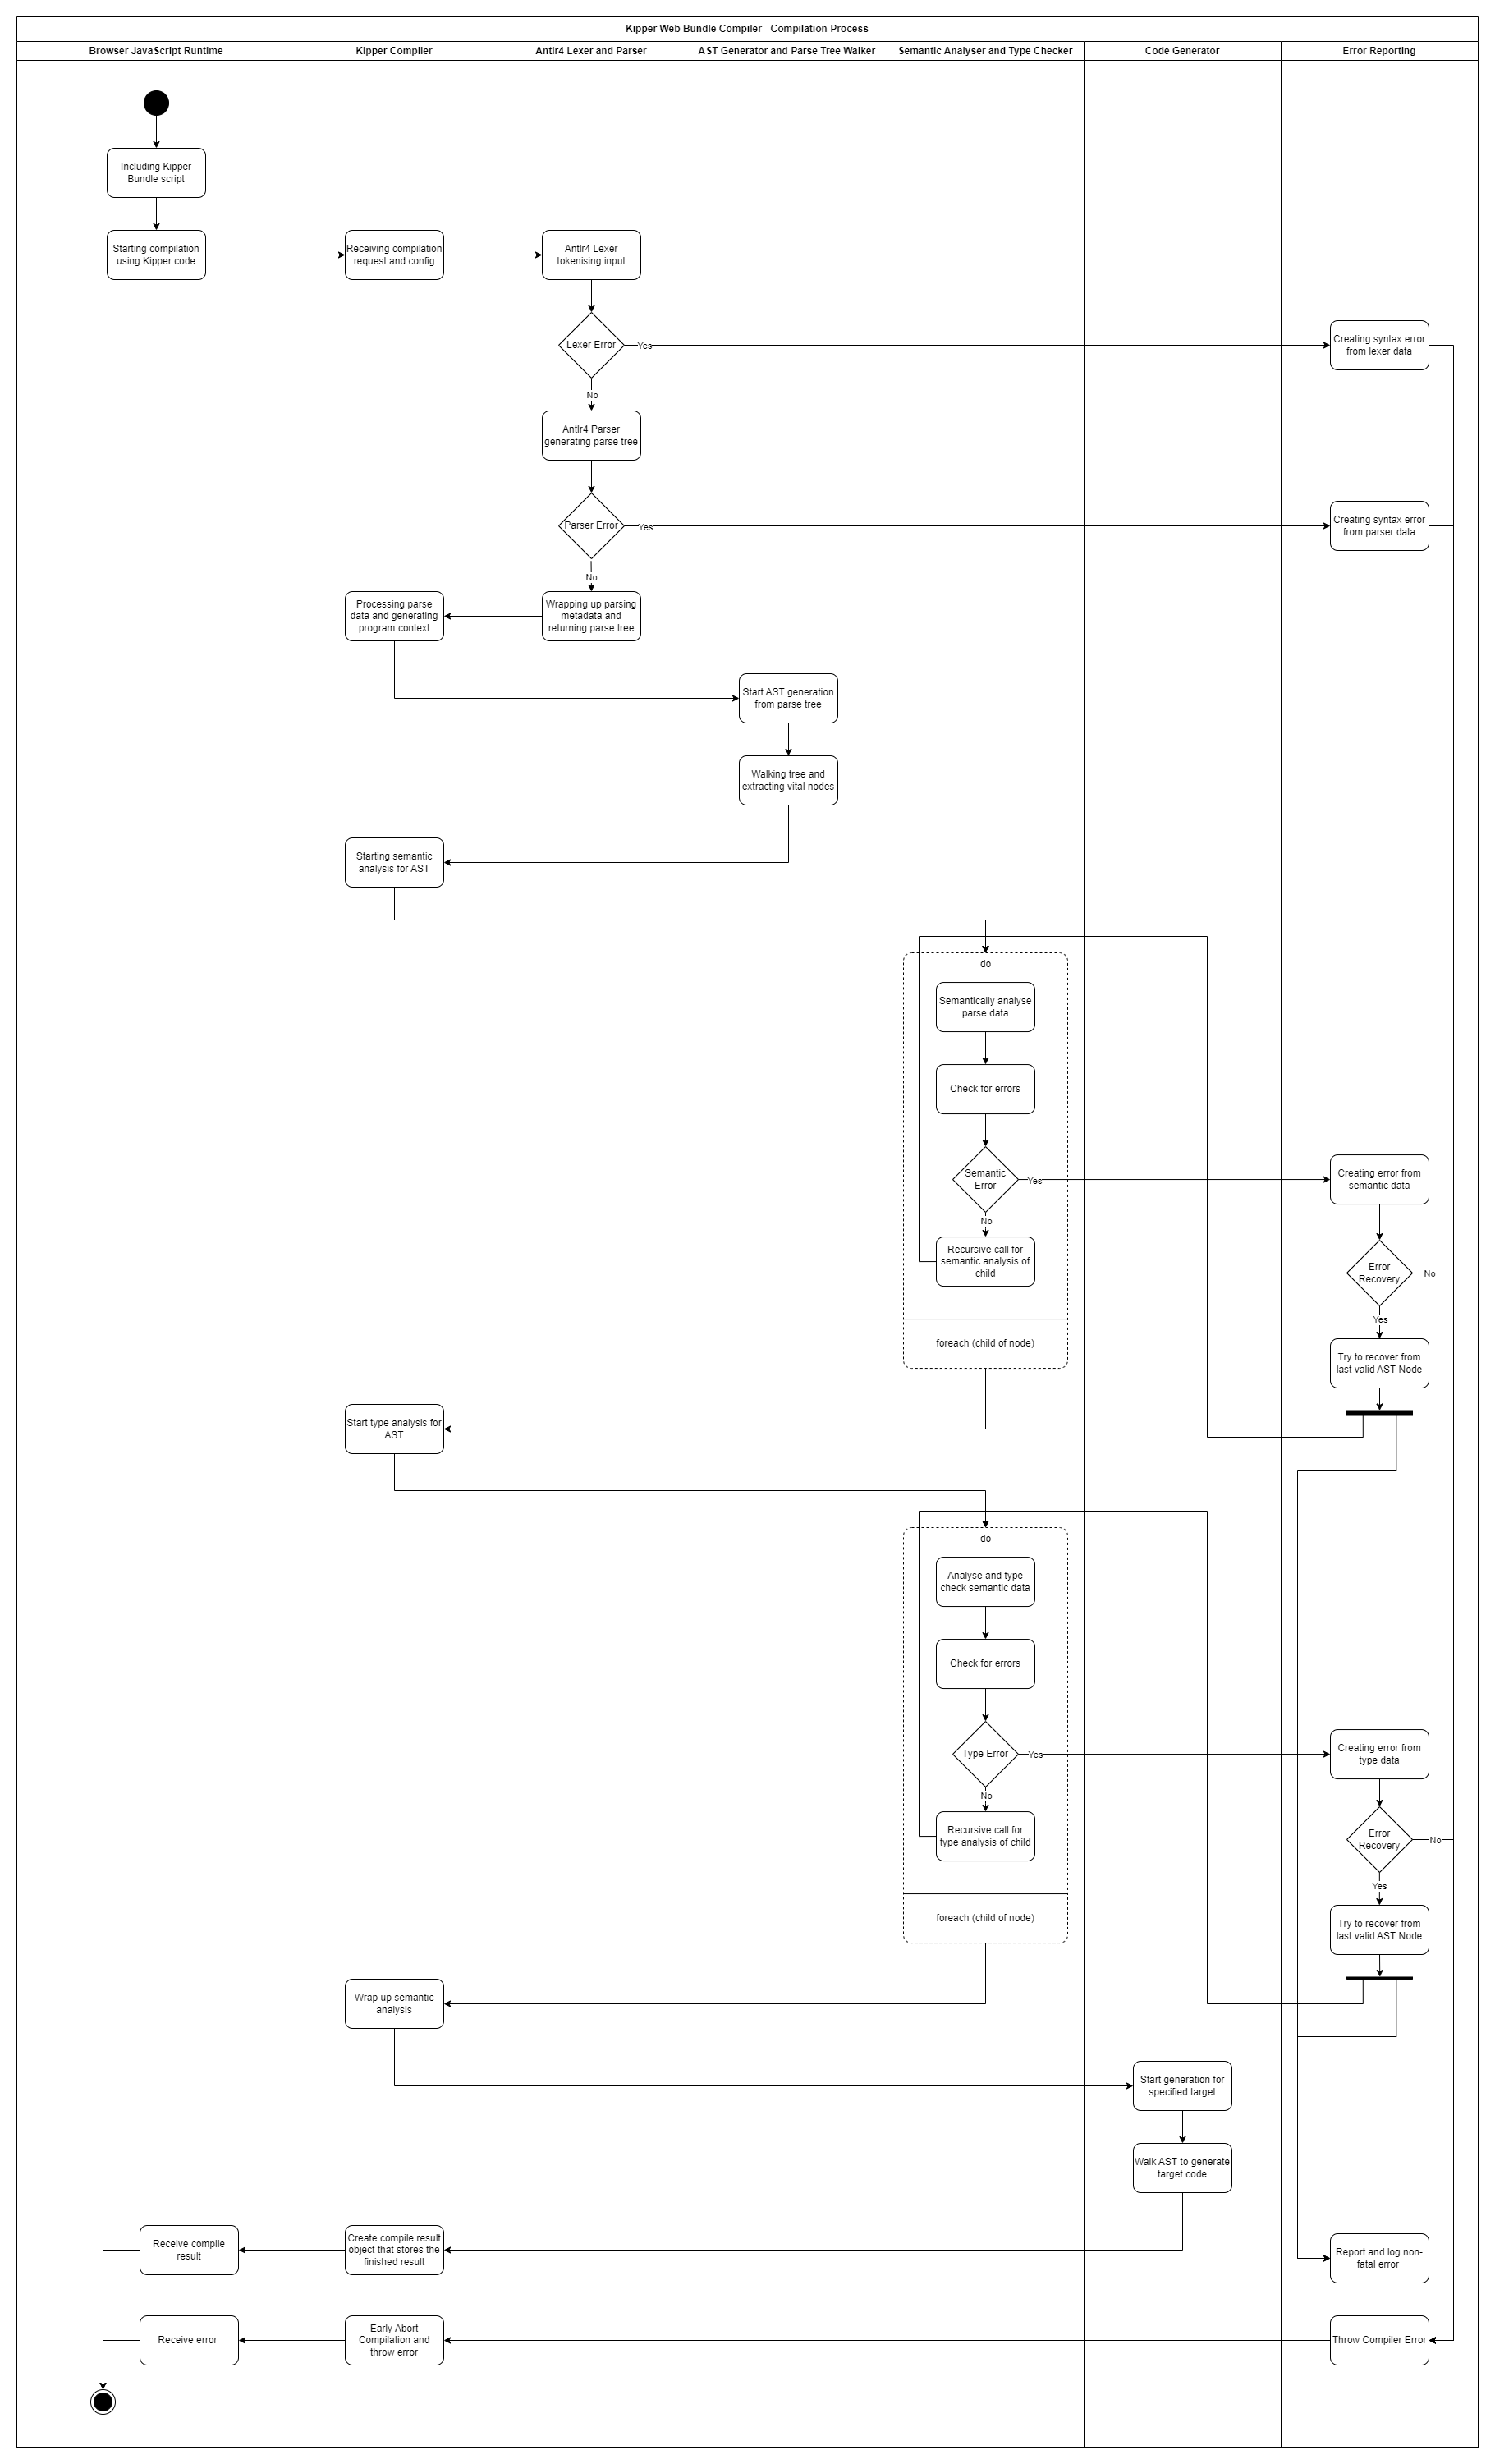 Kipper Web Bundle Compiler - Compilation Process
Browser JavaScript Runtime
Kipper Compiler
Antlr4 Lexer and Parser
AST Generator and Parse Tree Walker
Semantic Analyser and Type Checker
Code Generator
Error Reporting
Including Kipper
Bundle script
Starting compilation
using Kipper code
Receiving compilation
request and config
Antlr4 Lexer
tokenising input
Lexer Error
Yes
Creating syntax error
from lexer data
No
Antlr4 Parser
generating parse tree
Parser Error
Yes
Creating syntax error
from parser data
No
Processing parse
data and generating
program context
Wrapping up parsing
metadata and
returning parse tree
Start AST generation
from parse tree
Walking tree and
extracting vital nodes
Starting semantic
analysis for AST
do
Semantically analyse
parse data
Check for errors
Semantic
Error
Yes
Creating error from
semantic data
No
Recursive call for
semantic analysis of
child
Error
Recovery
No
Yes
foreach (child of node)
Try to recover from
last valid AST Node
Start type analysis for
AST
do
Analyse and type
check semantic data
Check for errors
Type Error
Yes
Creating error from
type data
No
Recursive call for
type analysis of child
Error
Recovery
No
Yes
foreach (child of node)
Try to recover from
last valid AST Node
Wrap up semantic
analysis
Start generation for
specified target
Walk AST to generate
target code
Receive compile
result
Create compile result
object that stores the
finished result
Report and log non-
fatal error
Receive error
Early Abort
Compilation and
throw error
Throw Compiler Error